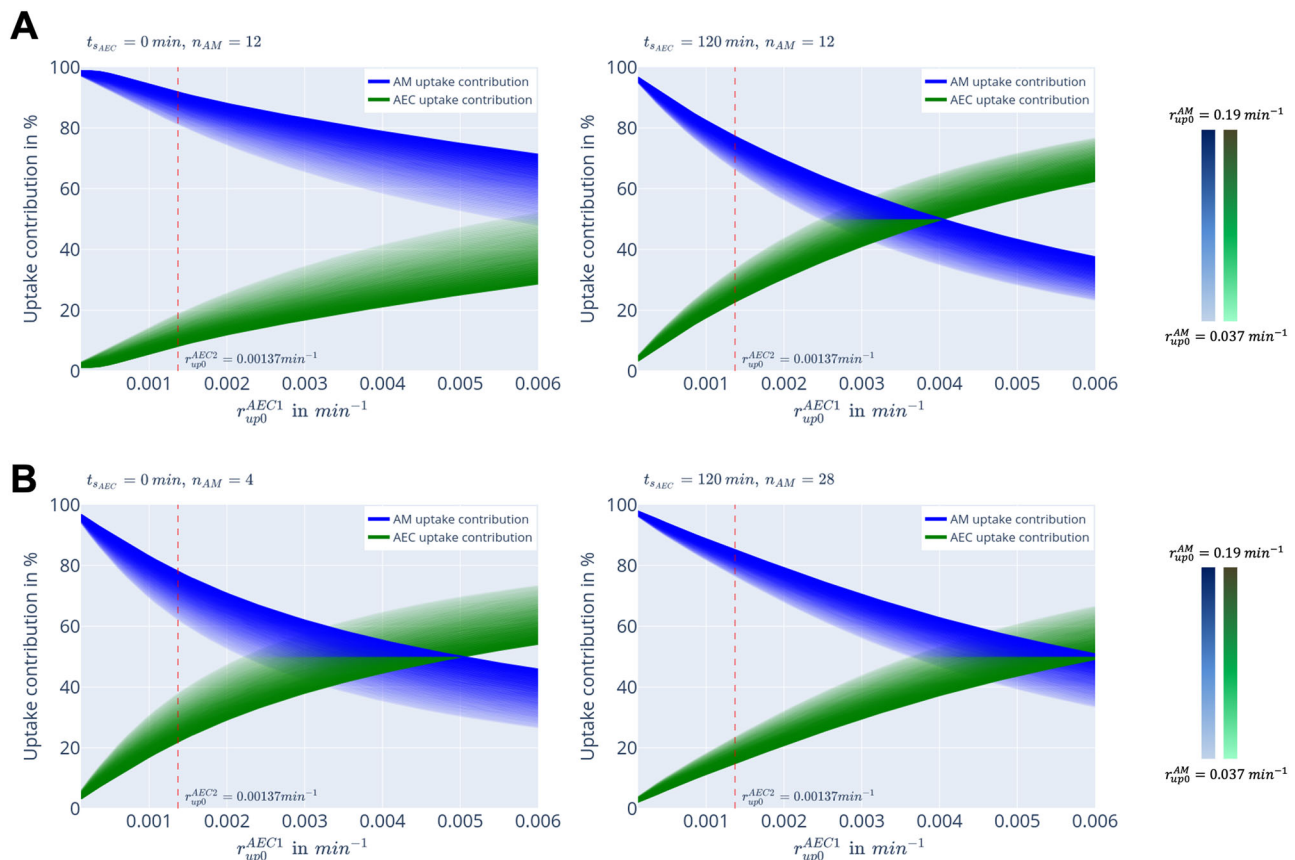 A
t_{s_{AEC}} = 0 min, n_{AM} = 12
100
80
60
40
20
0
Uptake contribution in %
AM uptake contribution
AEC uptake contribution
r_{up0}^{AEC2} = 0.00137min^{-1}
0.001 0.002 0.003 0.004 0.005 0.006
r_{up0}^{AEC1} in min^{-1}
t_{s_{AEC}} = 120 min, n_{AM} = 12
100
80
60
40
20
0
Uptake contribution in %
AM uptake contribution
AEC uptake contribution
r_{up0}^{AEC2} = 0.00137min^{-1}
0.001 0.002 0.003 0.004 0.005 0.006
r_{up0}^{AEC1} in min^{-1}
r_{up0}^{AM} = 0.19 min^{-1}
r_{up0}^{AM} = 0.037 min^{-1}
B
t_{s_{AEC}} = 0 min, n_{AM} = 4
100
80
60
40
20
0
Uptake contribution in %
AM uptake contribution
AEC uptake contribution
r_{up0}^{AEC2} = 0.00137min^{-1}
0.001 0.002 0.003 0.004 0.005 0.006
r_{up0}^{AEC1} in min^{-1}
t_{s_{AEC}} = 120 min, n_{AM} = 28
100
80
60
40
20
0
Uptake contribution in %
AM uptake contribution
AEC uptake contribution
r_{up0}^{AEC2} = 0.00137min^{-1}
0.001 0.002 0.003 0.004 0.005 0.006
r_{up0}^{AEC1} in min^{-1}
r_{up0}^{AM} = 0.19 min^{-1}
r_{up0}^{AM} = 0.037 min^{-1}